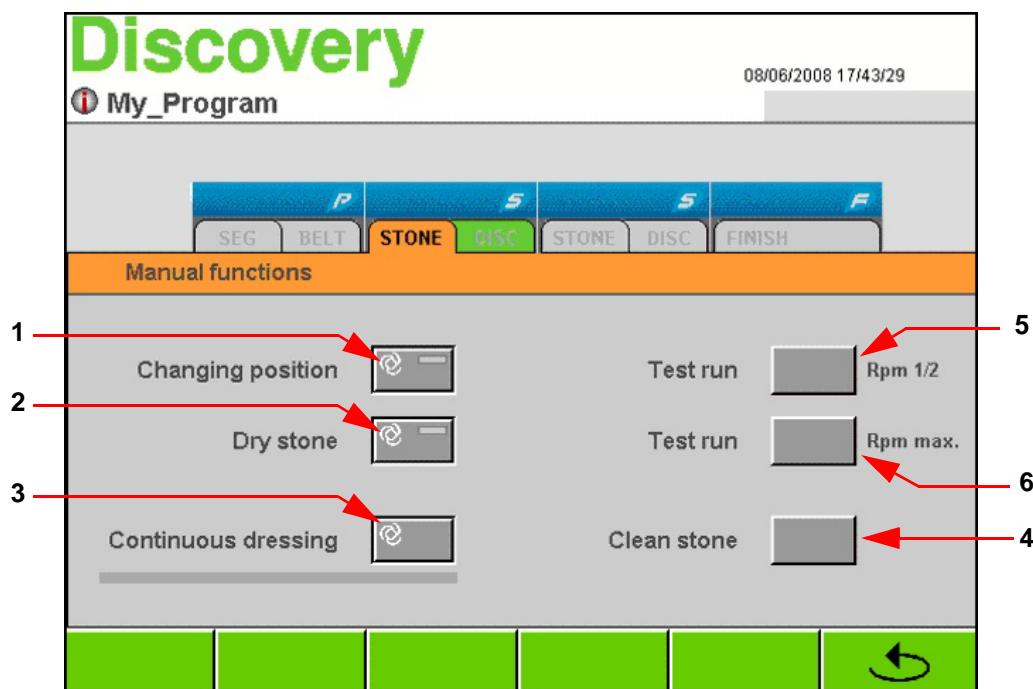 Discovery
08/06/2008 17/43/29
My_Program
P S S F
SEG BELT STONE DISC STONE DISC FINISH
Manual functions
1 5
Changing position Test run Rpm 1/2
2
Dry stone Test run Rpm max.
3 6
Continuous dressing Clean stone 4